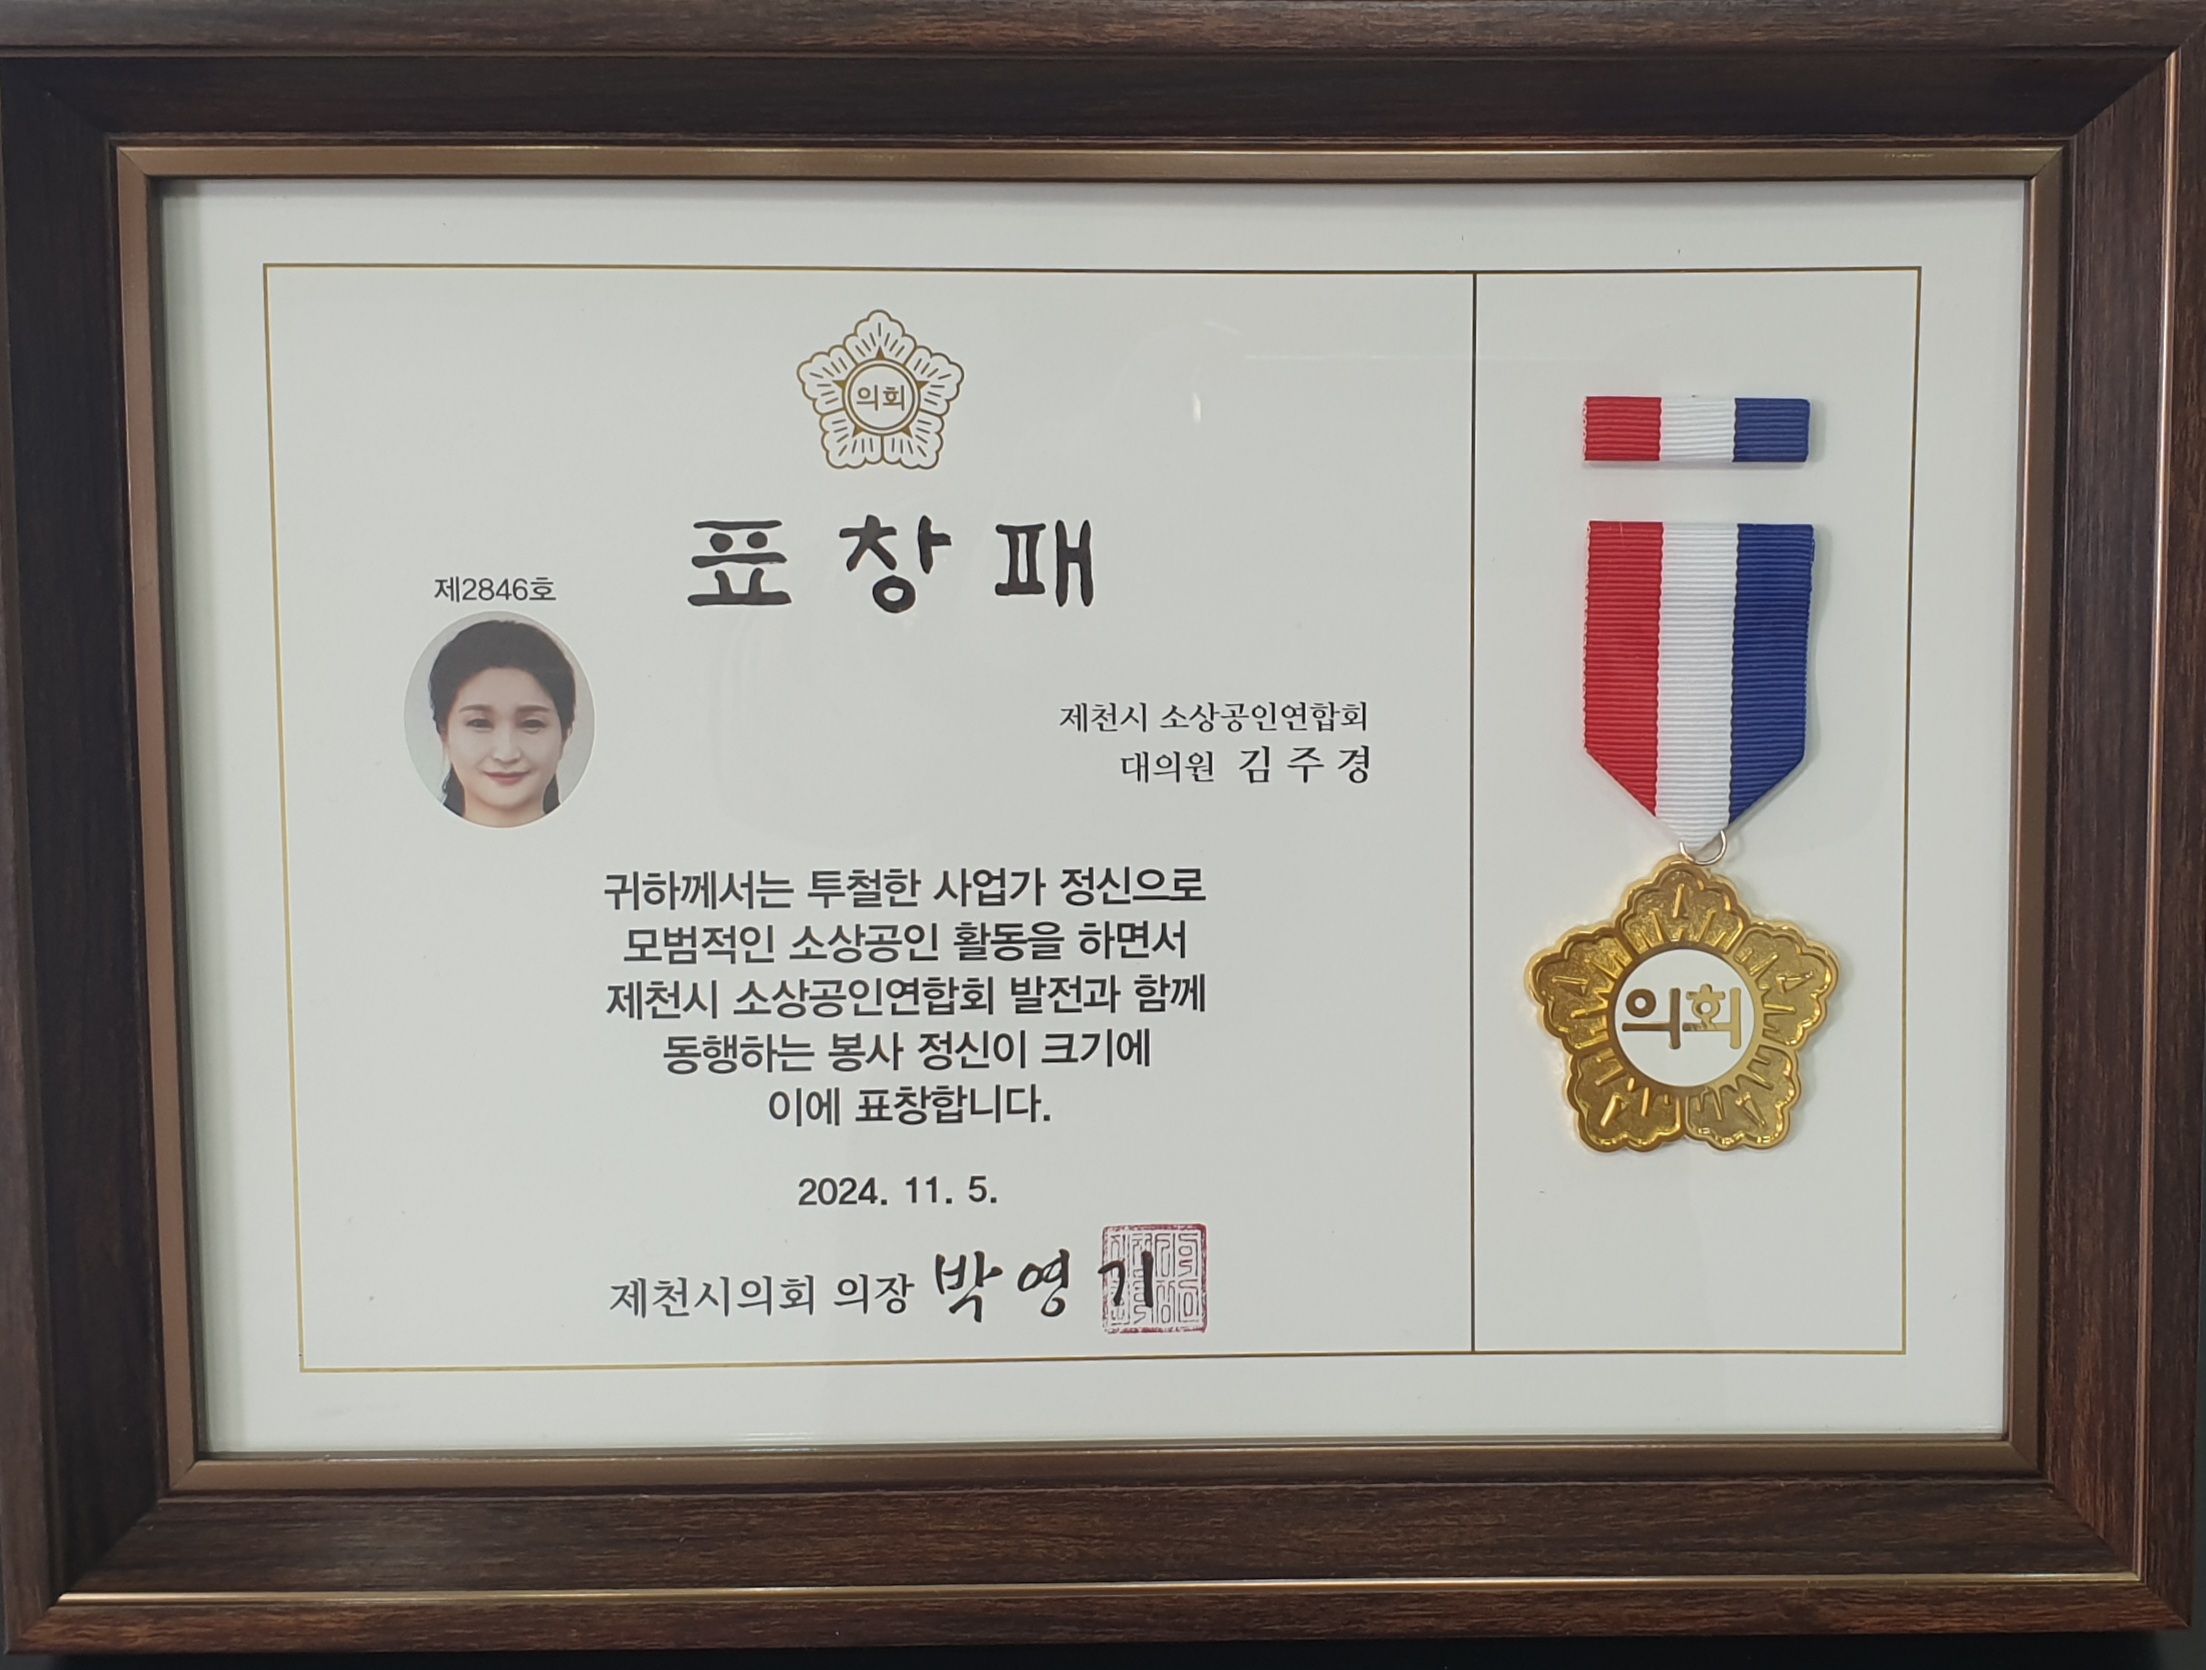 의회
표창패
제2846호
제천시 소상공인연합회
대의원 김주경
귀하께서는 투철한 사업가 정신으로
모범적인 소상공인 활동을 하면서
제천시 소상공인연합회 발전과 함께
동행하는 봉사 정신이 크기에
이에 표창합니다.
2024. 11. 5.
제천시의회 의장 박영기
의회